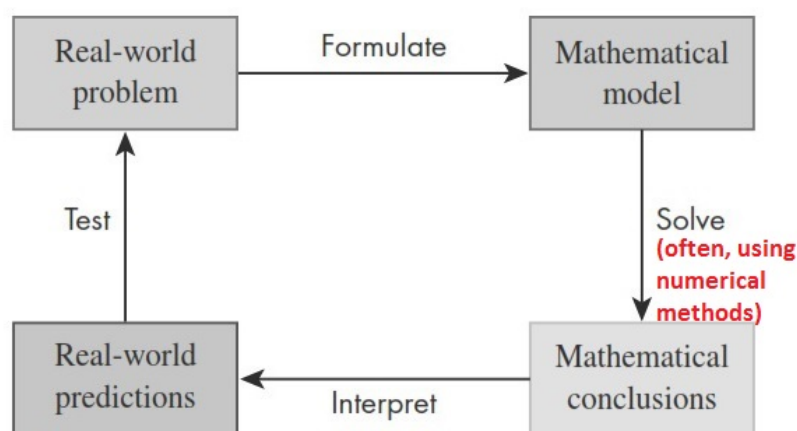 Real-world
problem
Formulate
Mathematical
model
Test
Solve
(often, using
numerical
methods)
Real-world
predictions
Interpret
Mathematical
conclusions